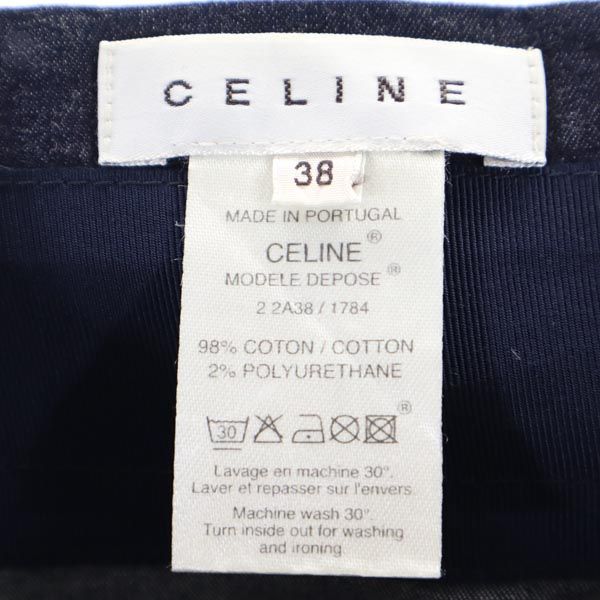 CELINE
38
MADE IN PORTUGAL
CELINE®
MODELE DEPOSE®
2 2A38 / 1784
98% COTON / COTTON
2% POLYURETHANE
30 ®
Lavage en machine 30°.
Laver et repasser sur l'envers.
Machine wash 30°.
Turn inside out for washing
and ironing.